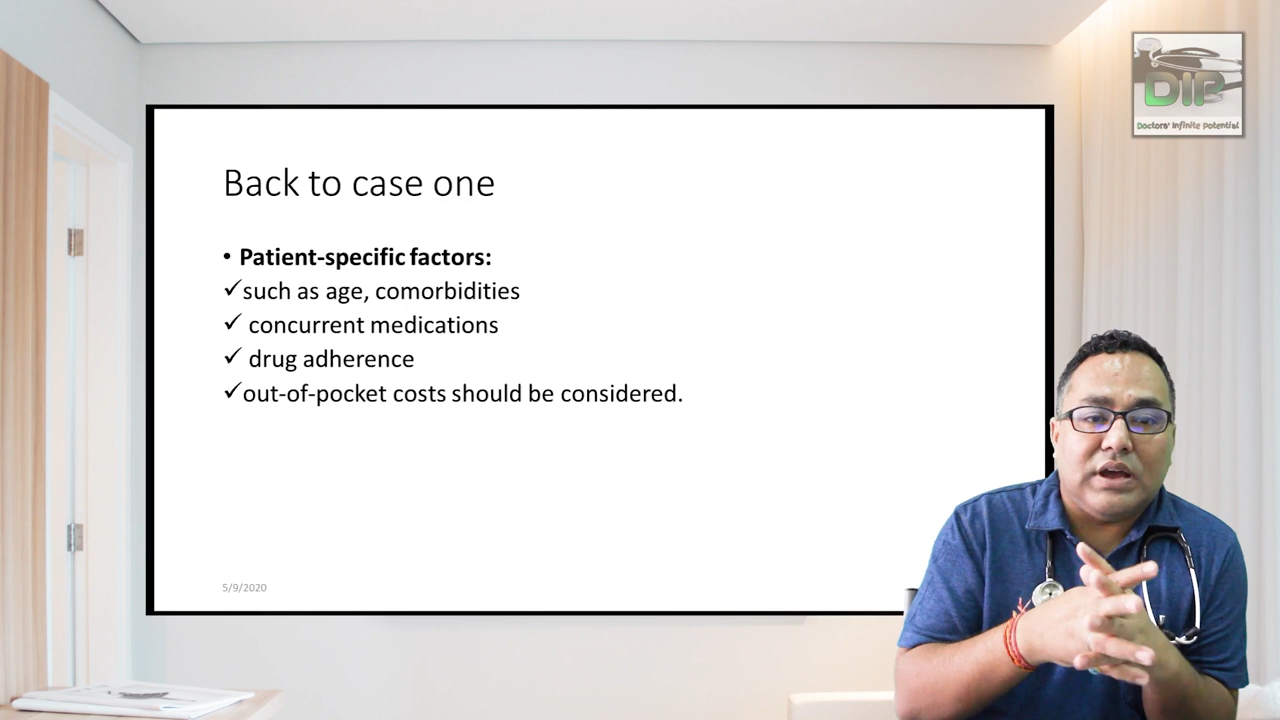 DIP
Doctors' Infinite Potential
Back to case one
• Patient-specific factors:
✓such as age, comorbidities
✓ concurrent medications
✓ drug adherence
✓out-of-pocket costs should be considered.
5/9/2020